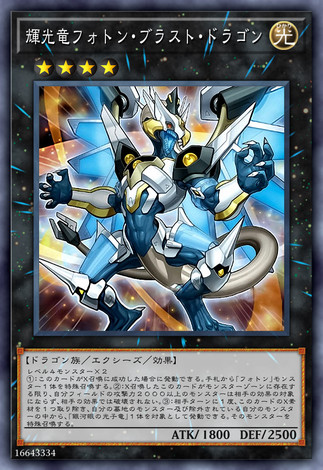 輝光竜フォトン・ブラスト・ドラゴン
光
【ドラゴン族/エクシーズ/効果】
レベル4モンスター×2
①:このカードがX召喚に成功した場合に発動できる。手札から「フォトン」モンス
ター1体を特殊召喚する。②:X召喚したこのカードがモンスターゾーンに存在す
る限り、自分フィールドの攻撃力2000以上のモンスターは相手の効果の対象
にならず、相手の効果では破壊されない。③:相手ターンに1度、このカードのX素
材を1つ取り除き、自分の墓地のモンスター及び除外されている自分のモンスター
の中から、「銀河眼の光子竜」1体を対象として発動できる。そのモンスターを
特殊召喚する。
ATK/1800 DEF/2500
16643334